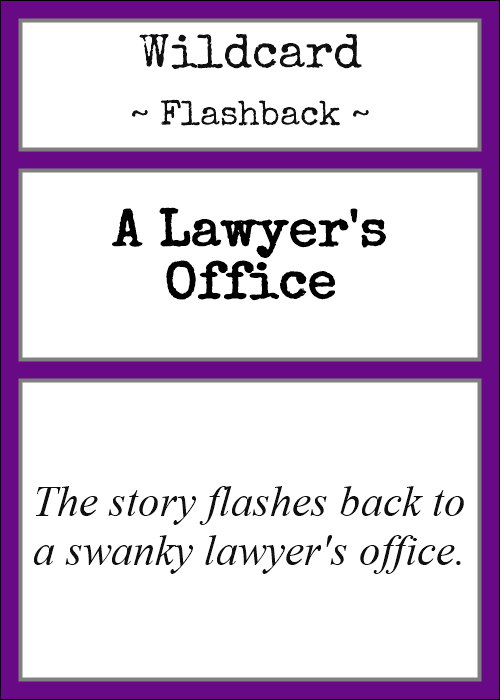 Wildcard
~ Flashback ~
A Lawyer's
Office
The story flashes back to
a swanky lawyer's office.